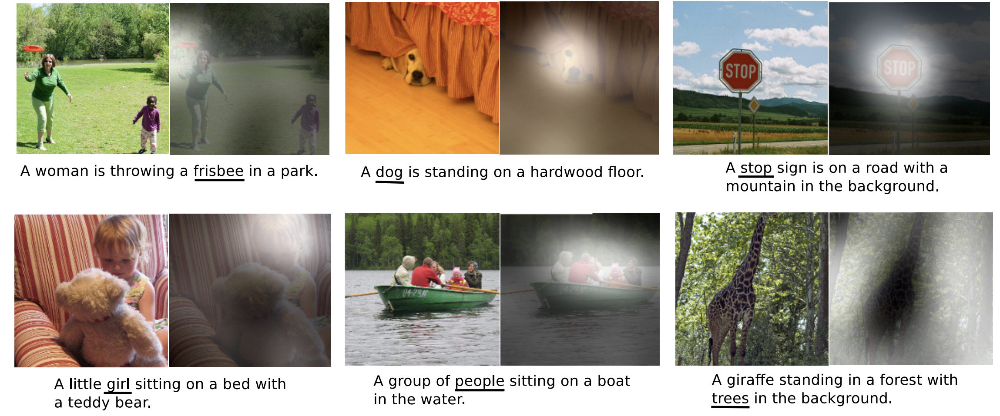 STOP
STOP
A woman is throwing a frisbee in a park.
A dog is standing on a hardwood floor.
A stop sign is on a road with a
mountain in the background.
A little girl sitting on a bed with
a teddy bear.
A group of people sitting on a boat
in the water.
A giraffe standing in a forest with
trees in the background.